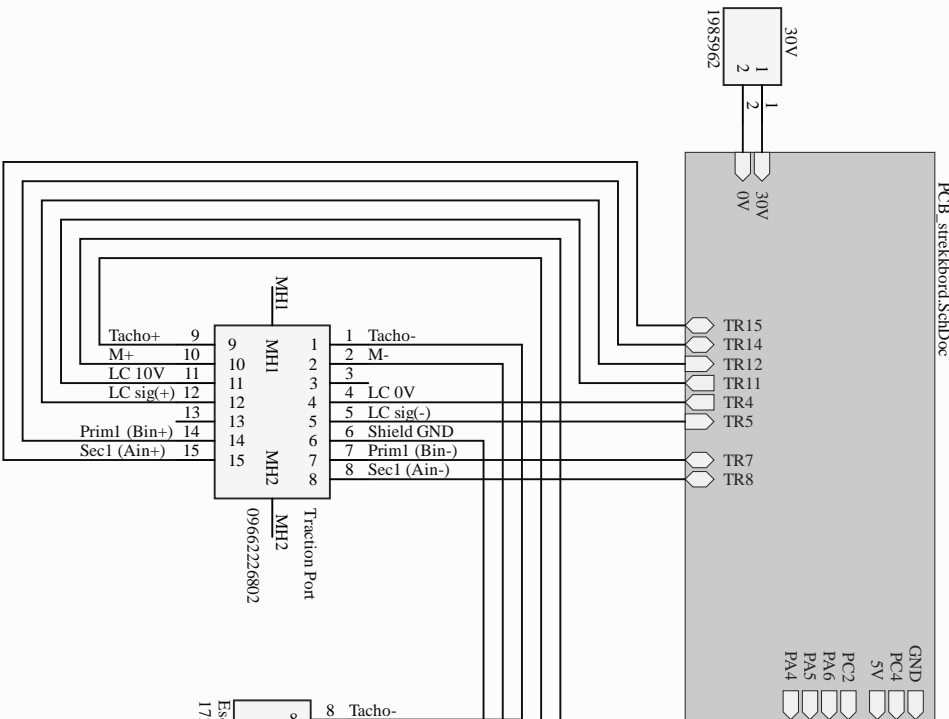 30V
1985962
1
2
1
2
30V
0V
PCB_strekkbord.SchDoc
TR15
TR14
TR12
TR11
TR4
TR5
TR7
TR8
MH1
MH1
Tacho+ 9
M+ 10
LC 10V 11
LC sig(+) 12
13
Prim1 (Bin+) 14
Sec1 (Ain+) 15
9
10
11
12
13
14
15
1
2
3
4
5
6
7
8
1 Tacho-
2 M-
3
4 LC 0V
5 LC sig(-)
6 Shield GND
7 Prim1 (Bin-)
8 Sec1 (Ain-)
MH2
MH2
Traction Port
09662226802
PA4
PA5
PA6
PC2
5V
PC4
GND
8
8 Tacho-